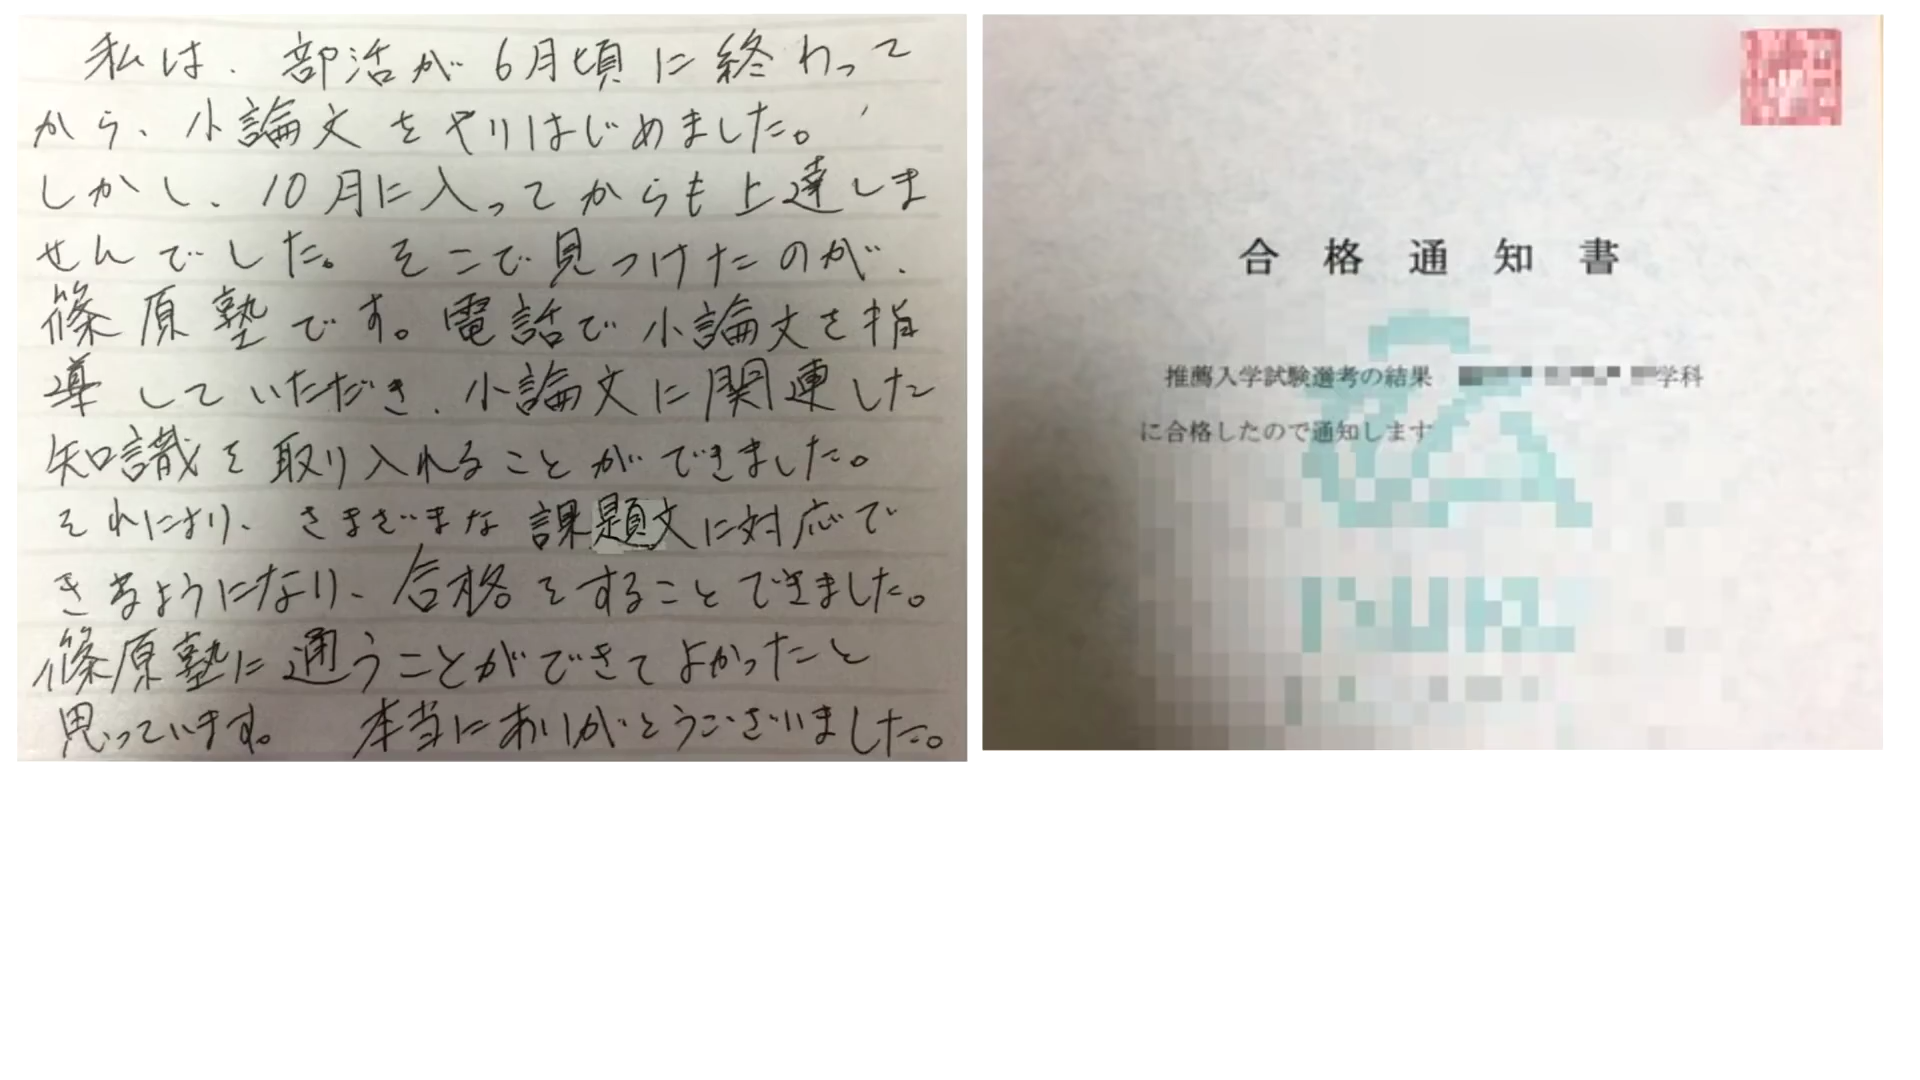 私は、部活が6月頃に終わって
から、小論文をやりはじめました。
しかし、10月に入ってからも上達しま
せんでした。そこで見つけたのが、
篠原塾です。電話で小論文を指
導していただき、小論文に関連した
知識を取り入れることができました。
それにより、さまざまな課題文に対応で
きるようになり、合格をすることできました。
篠原塾に通うことができてよかったと
思っています。 本当にありがとうございました。
合格通知書
推薦入学試験選考の結果 学科
に合格したので通知します